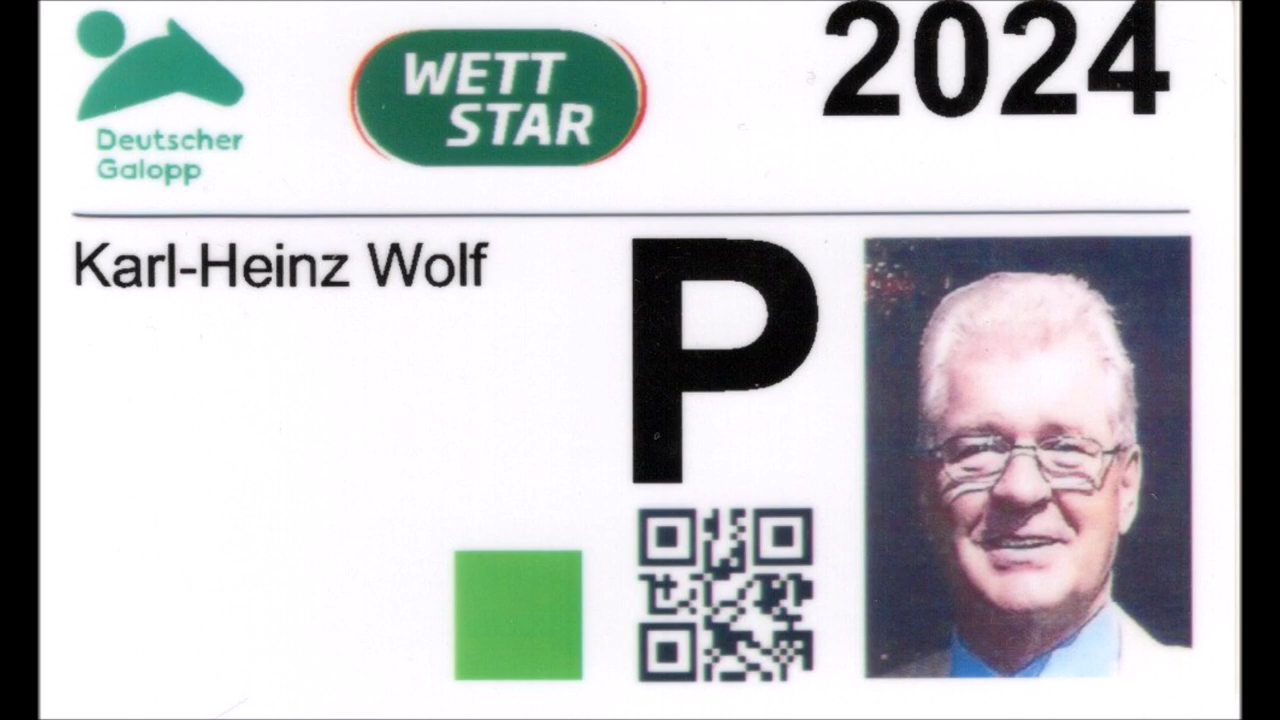 Deutscher
Galopp
WETT
STAR
2024
Karl-Heinz Wolf
P